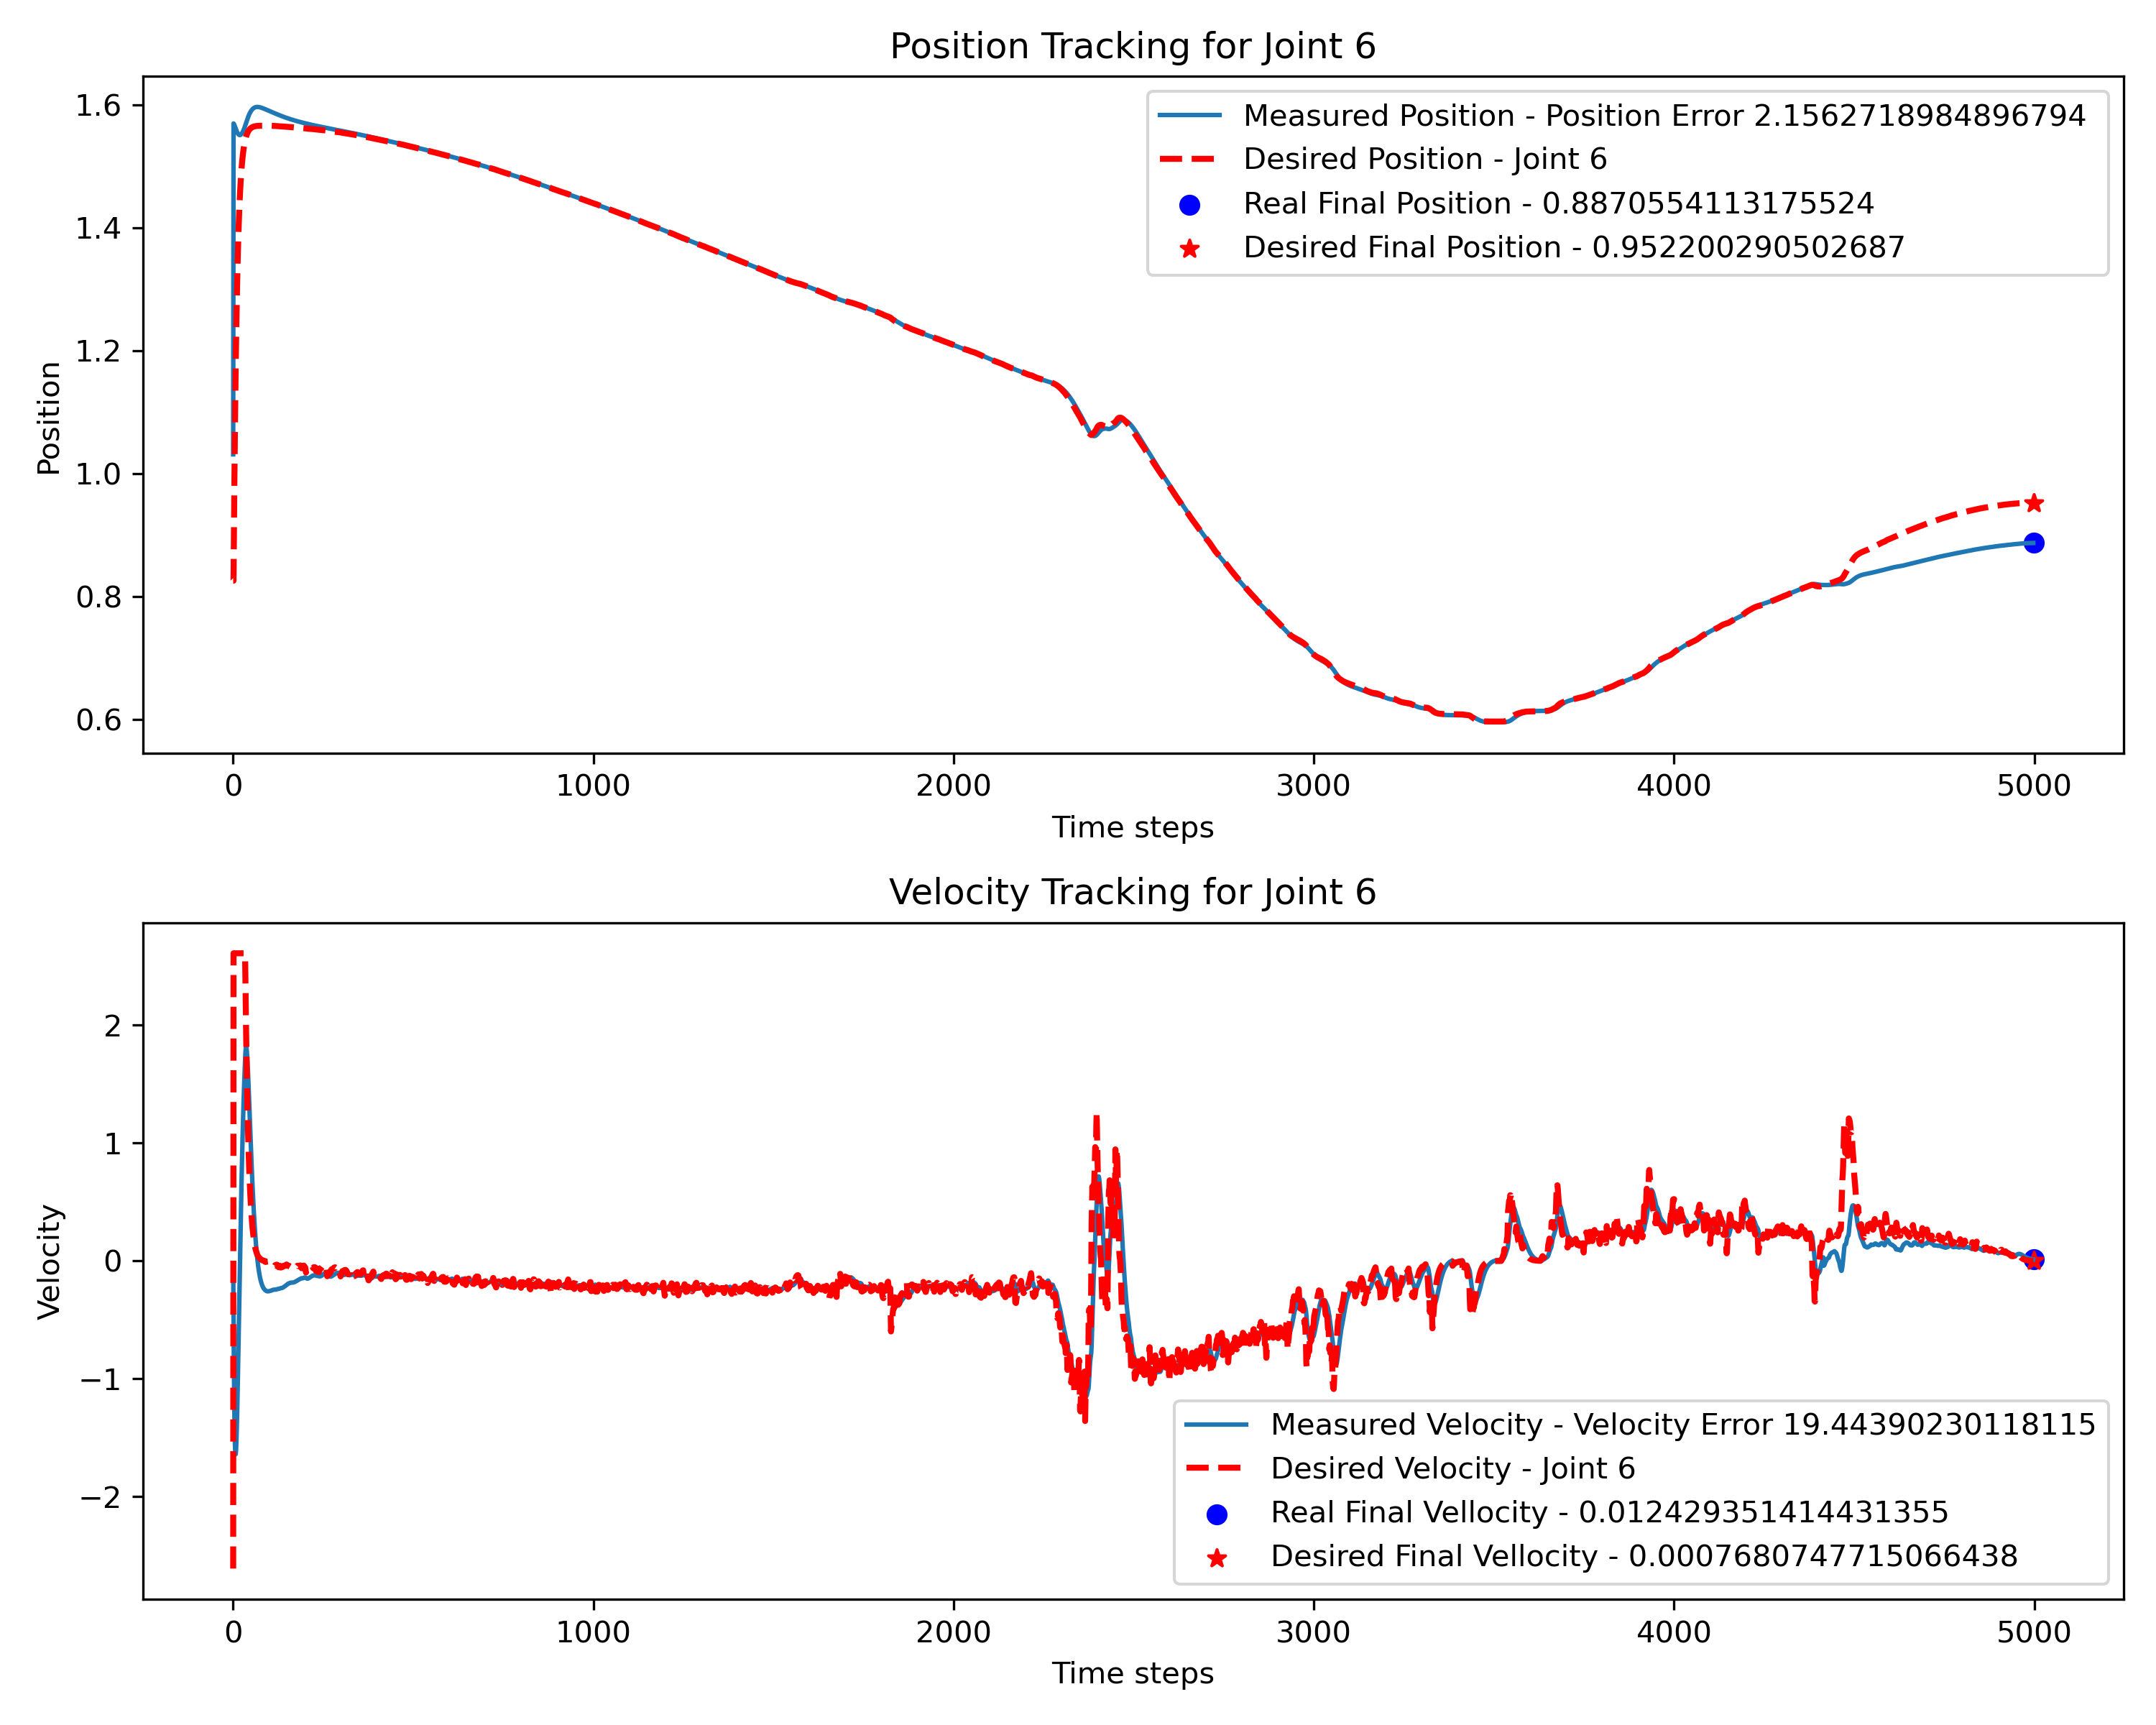 Position Tracking for Joint 6
Measured Position - Position Error 2.1562718984896794
Desired Position - Joint 6
Real Final Position - 0.8870554113175524
Desired Final Position - 0.952200290502687
Position
1.6
1.4
1.2
1.0
0.8
0.6
0 1000 2000 3000 4000 5000
Time steps
Velocity Tracking for Joint 6
Velocity
2
1
0
−1
−2
Measured Velocity - Velocity Error 19.44390230118115
Desired Velocity - Joint 6
Real Final Vellocity - 0.012429351414431355
Desired Final Vellocity - 0.0007680747715066438
0 1000 2000 3000 4000 5000
Time steps